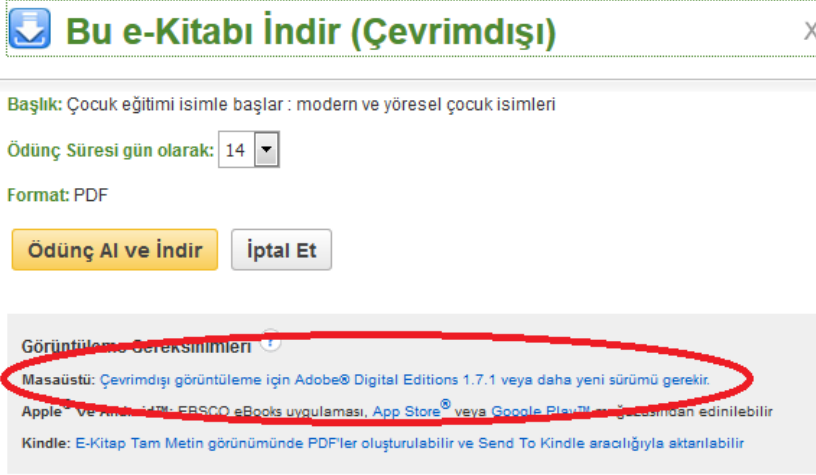 Bu e-Kitabı İndir (Çevrimdışı)
X
Başlık: Çocuk eğitimi isimle başlar : modern ve yöresel çocuk isimleri
Ödünç Süresi gün olarak: 14
Format: PDF
Ödünç Al ve İndir İptal Et
Görüntüleme Gereksinimleri ?
Masaüstü: Çevrimdışı görüntüleme için Adobe® Digital Editions 1.7.1 veya daha yeni sürümü gerekir.
Apple® ve Android™: EBSCO eBooks uygulaması, App Store® veya Google Play™ mağazasından edinilebilir
Kindle: E-Kitap Tam Metin görünümünde PDF'ler oluşturulabilir ve Send To Kindle aracılığıyla aktarılabilir